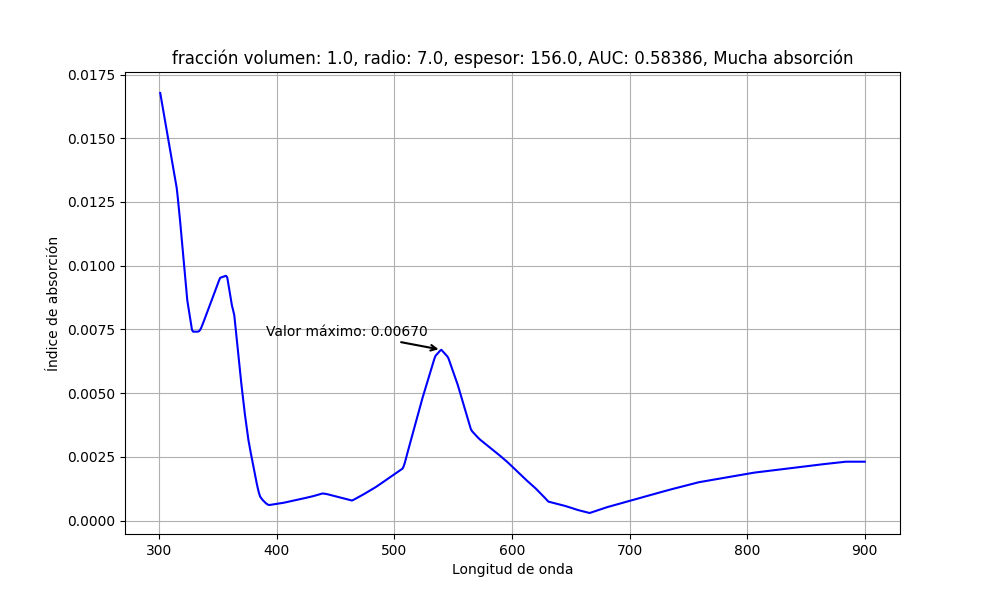 fracción volumen: 1.0, radio: 7.0, espesor: 156.0, AUC: 0.58386, Mucha absorción
0.0175
0.0150
0.0125
0.0100
0.0075
0.0050
0.0025
0.0000
Índice de absorción
Valor máximo: 0.00670
300 400 500 600 700 800 900
Longitud de onda